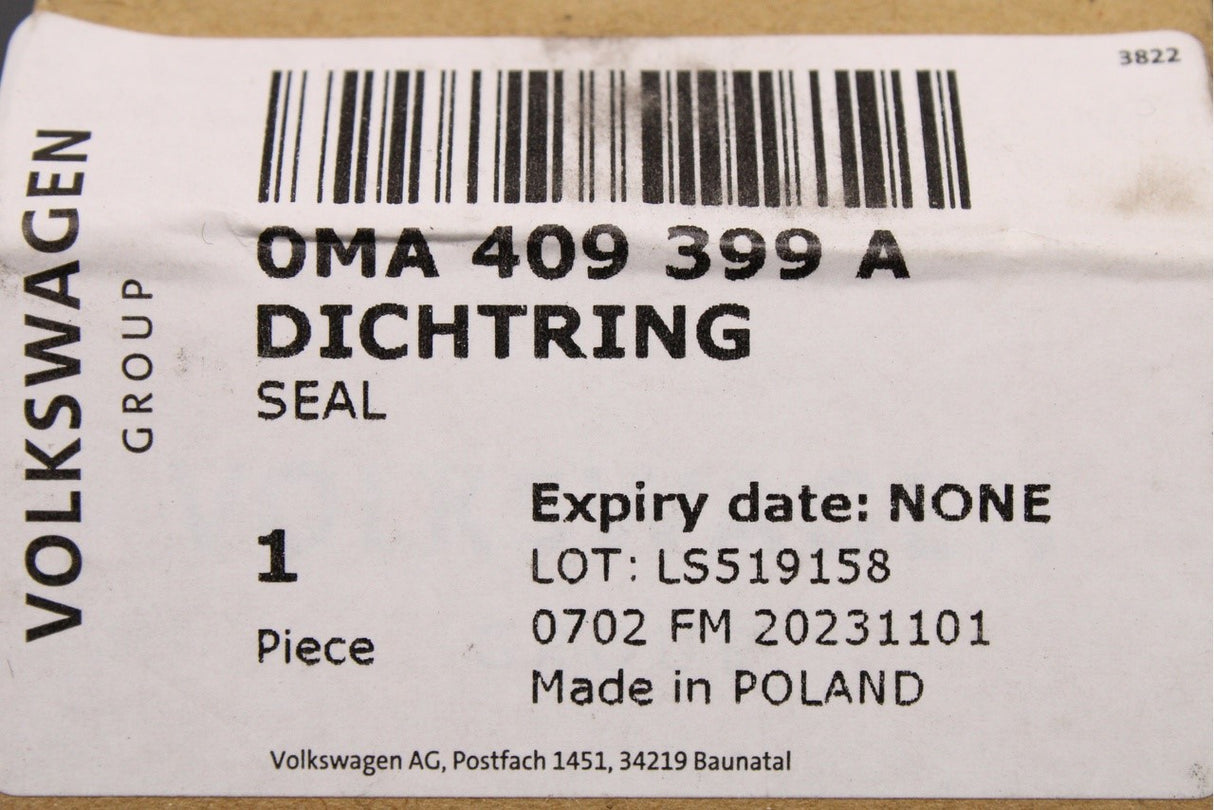 3822
VOLKSWAGEN
GROUP
0MA 409 399 A
DICHTRING
SEAL
1
Piece
Expiry date: NONE
LOT: LS519158
0702 FM 20231101
Made in POLAND
Volkswagen AG, Postfach 1451, 34219 Baunatal